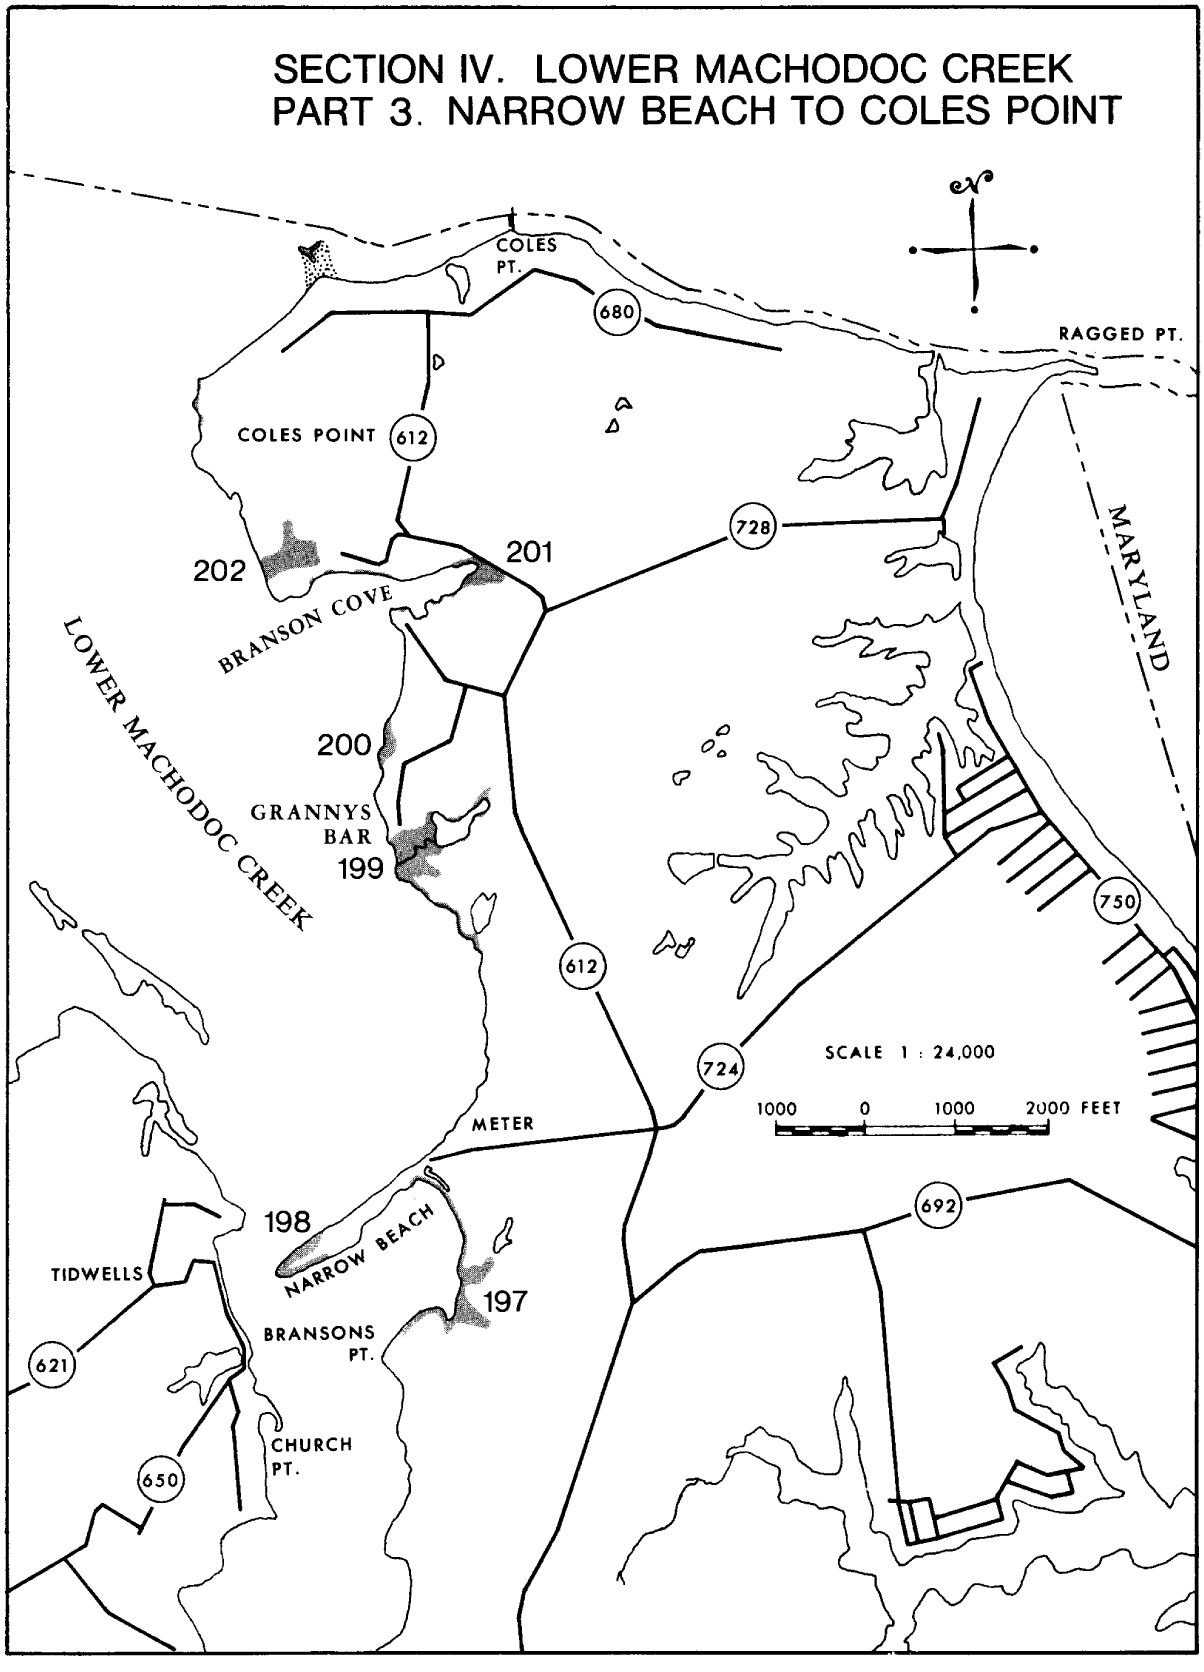 SECTION IV. LOWER MACHODOC CREEK
PART 3. NARROW BEACH TO COLES POINT
N
COLES
PT.
680
RAGGED PT.
COLES POINT
612
728
MARYLAND
201
202
BRANSON COVE
LOWER MACHODOC CREEK
200
GRANNYS
BAR
199
750
612
SCALE 1 : 24,000
724
1000 0 1000 2000 FEET
METER
692
198
NARROW BEACH
TIDWELLS
197
BRANSONS
PT.
621
CHURCH
PT.
650